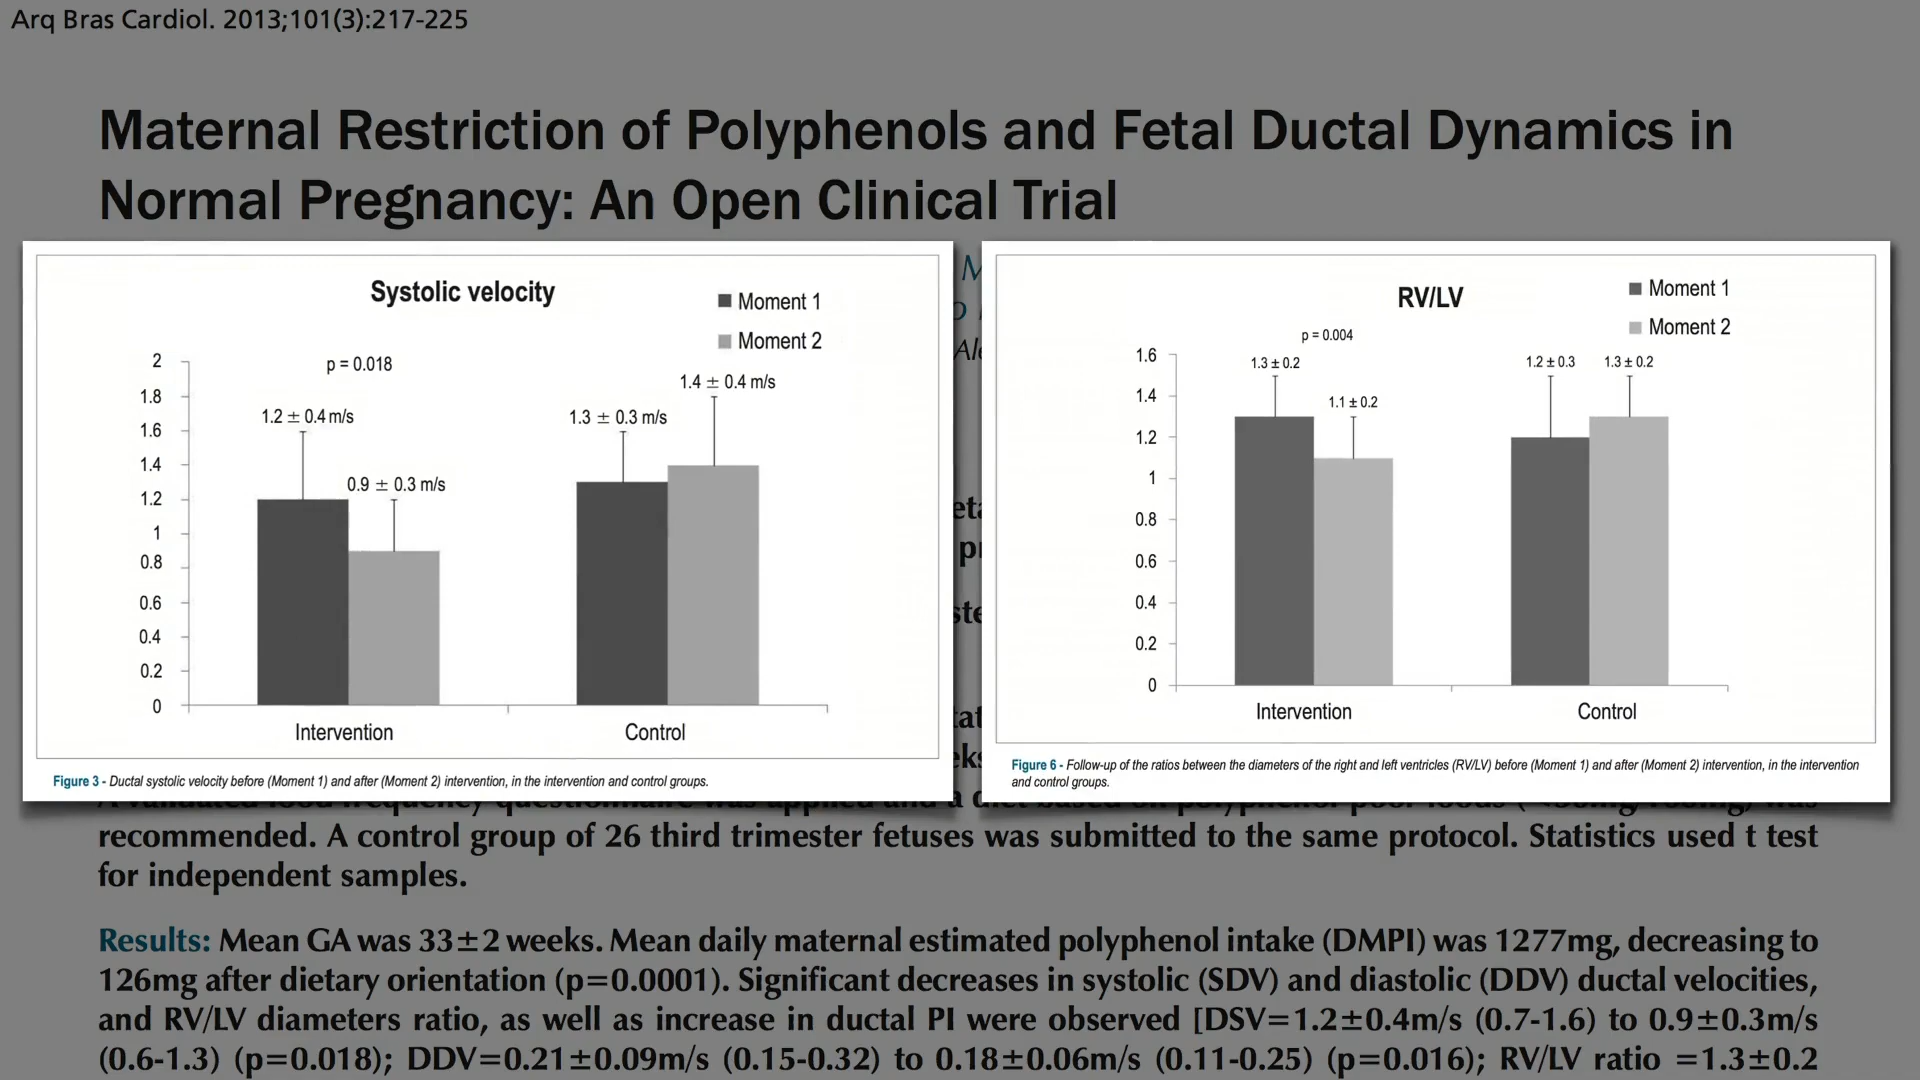 Arq Bras Cardiol. 2013;101(3):217-225
Maternal Restriction of Polyphenols and Fetal Ductal Dynamics in
Normal Pregnancy: An Open Clinical Trial
Systolic velocity
Moment 1
Moment 2
p = 0.018
2
1.8
1.6
1.4
1.2
1
0.8
0.6
0.4
0.2
0
1.2 ± 0.4 m/s
0.9 ± 0.3 m/s
1.3 ± 0.3 m/s
1.4 ± 0.4 m/s
Intervention
Control
Figure 3 - Ductal systolic velocity before (Moment 1) and after (Moment 2) intervention, in the intervention and control groups.
RV/LV
Moment 1
Moment 2
p = 0.004
1.6
1.4
1.2
1
0.8
0.6
0.4
0.2
0
1.3 ± 0.2
1.1 ± 0.2
1.2 ± 0.3
1.3 ± 0.2
Intervention
Control
Figure 6 - Follow-up of the ratios between the diameters of the right and left ventricles (RV/LV) before (Moment 1) and after (Moment 2) intervention, in the intervention
and control groups.
recommended. A control group of 26 third trimester fetuses was submitted to the same protocol. Statistics used t test
for independent samples.
Results: Mean GA was 33±2 weeks. Mean daily maternal estimated polyphenol intake (DMPI) was 1277mg, decreasing to
126mg after dietary orientation (p=0.0001). Significant decreases in systolic (SDV) and diastolic (DDV) ductal velocities,
and RV/LV diameters ratio, as well as increase in ductal PI were observed [DSV=1.2±0.4m/s (0.7-1.6) to 0.9±0.3m/s
(0.6-1.3) (p=0.018); DDV=0.21±0.09m/s (0.15-0.32) to 0.18±0.06m/s (0.11-0.25) (p=0.016); RV/LV ratio =1.3±0.2